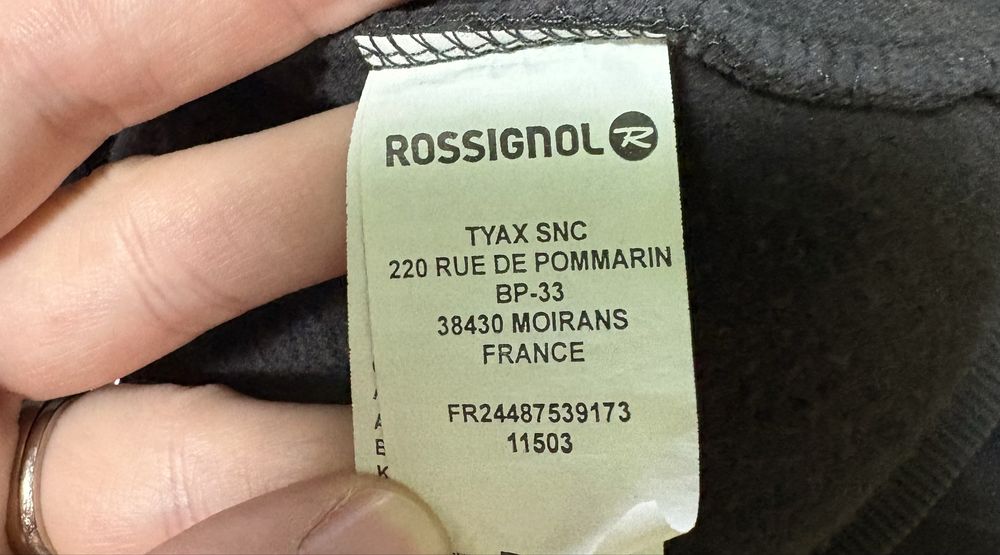 ROSSIGNOL R
TYAX SNC
220 RUE DE POMMARIN
BP-33
38430 MOIRANS
FRANCE
FR24487539173
11503